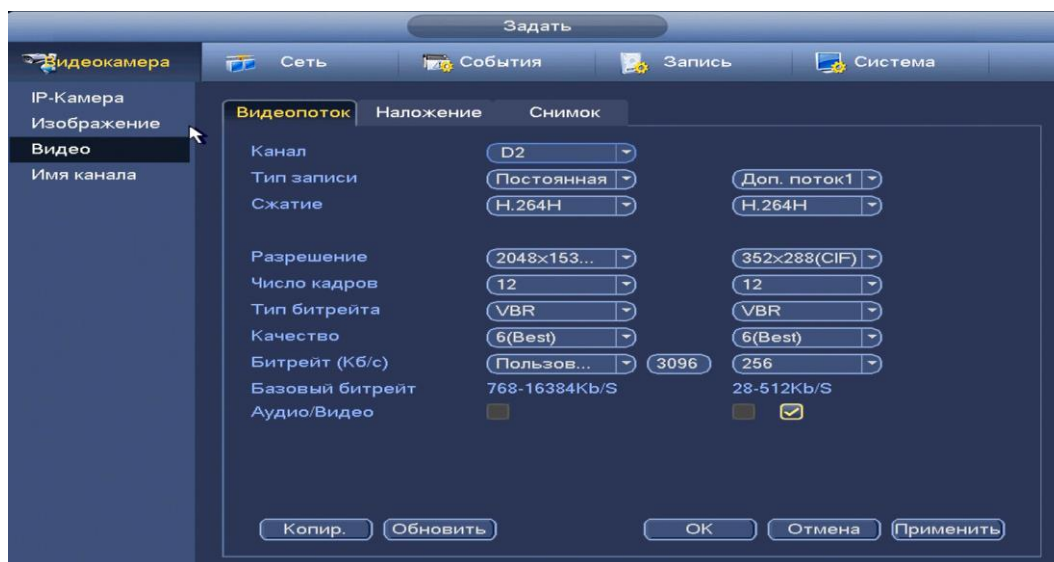 Задать
Видеокамера Сеть События Запись Система
IP-Камера
Изображение
Видео
Имя канала
Видеопоток Наложение Снимок
Канал D2
Тип записи Постоянная Доп. поток1
Сжатие H.264H H.264H
Разрешение 2048x153... 352x288(CIF)
Число кадров 12 12
Тип битрейта VBR VBR
Качество 6(Best) 6(Best)
Битрейт (Кб/с) Пользов... 3096 256
Базовый битрейт 768-16384Kb/S 28-512Kb/S
Аудио/Видео
Копир. Обновить OK Отмена Применить